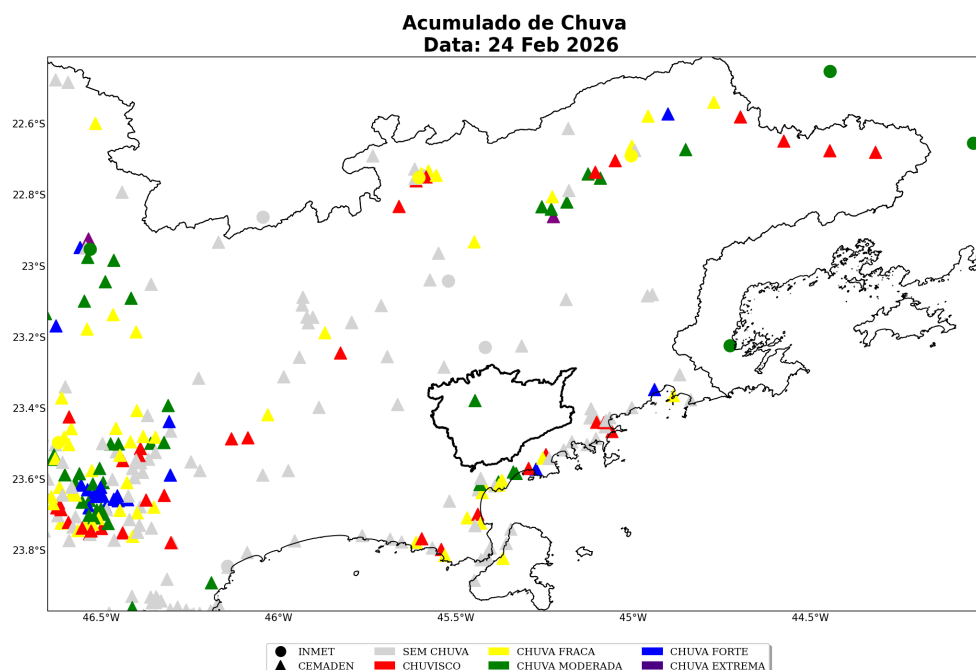 Acumulado de Chuva
Data: 24 Feb 2026
22.6°S
22.8°S
23°S
23.2°S
23.4°S
23.6°S
23.8°S
46.5°W 46°W 45.5°W 45°W 44.5°W
INMET SEM CHUVA CHUVA FRACA CHUVA FORTE
CEMADEN CHUVISCO CHUVA MODERADA CHUVA EXTREMA